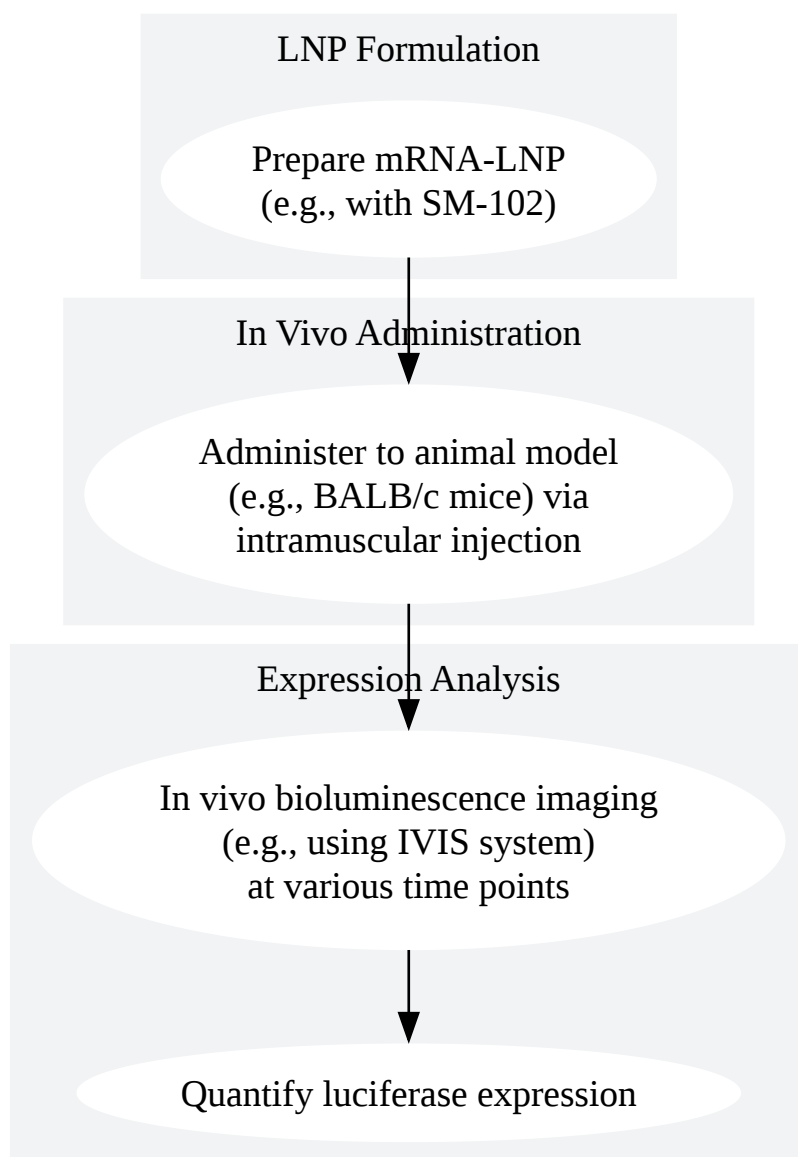 LNP Formulation
Prepare mRNA-LNP
(e.g., with SM-102)
In Vivo Administration
Administer to animal model
(e.g., BALB/c mice) via
intramuscular injection
Expression Analysis
In vivo bioluminescence imaging
(e.g., using IVIS system)
at various time points
Quantify luciferase expression